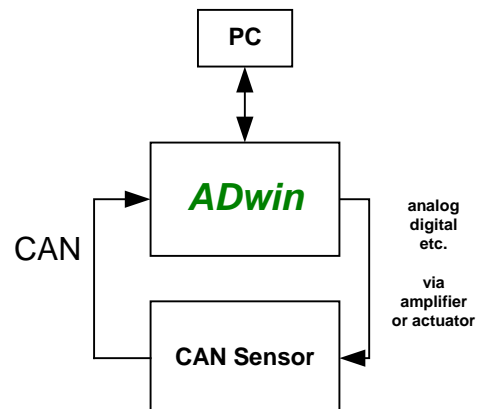 PC
ADwin
CAN
analog
digital
etc.
via
amplifier
or actuator
CAN Sensor